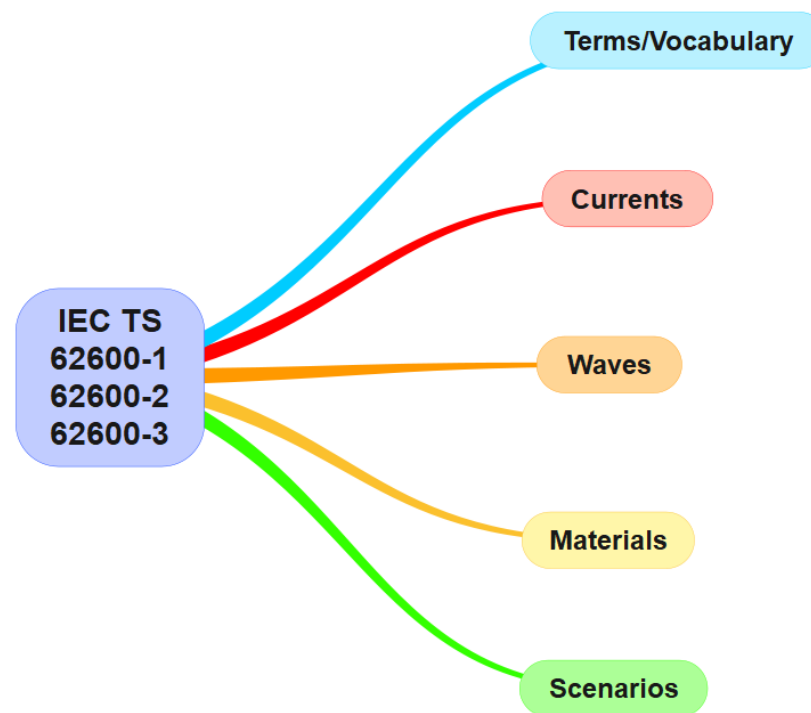 IEC TS
62600-1
62600-2
62600-3
Terms/Vocabulary
Currents
Waves
Materials
Scenarios